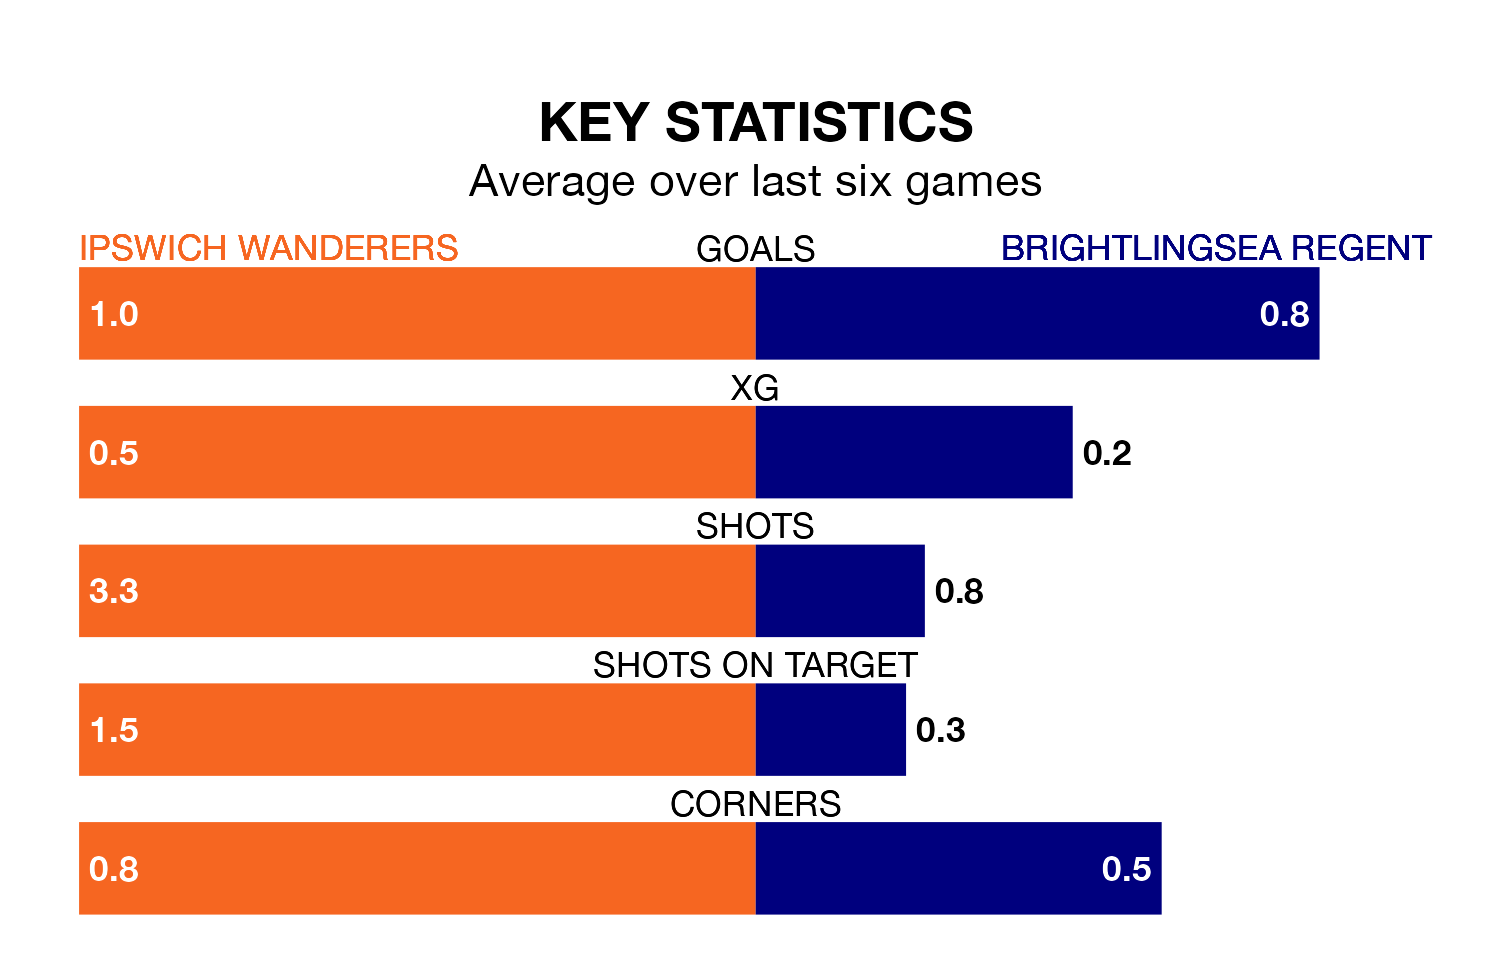 KEY STATISTICS
Average over last six games
IPSWICH WANDERERS GOALS BRIGHTLINGSEA REGENT
1.0 0.8
XG
0.5 0.2
SHOTS
3.3 0.8
SHOTS ON TARGET
1.5 0.3
CORNERS
0.8 0.5